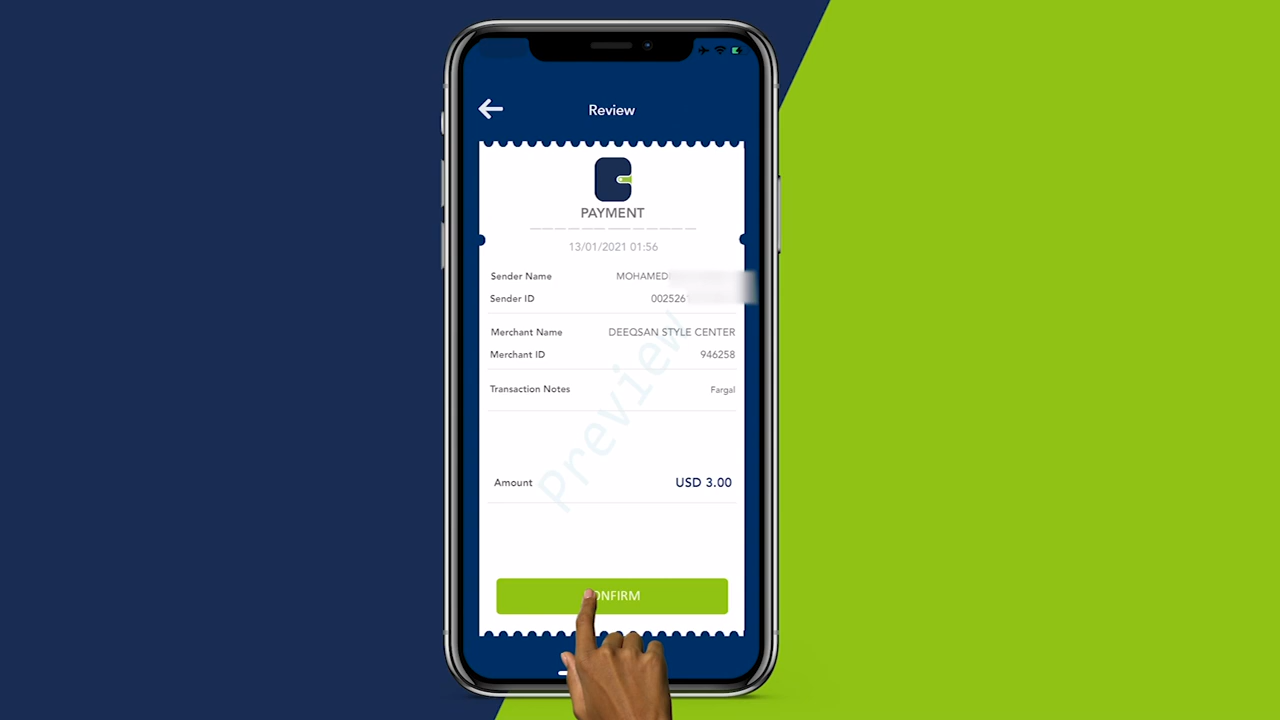 Review
PAYMENT
13/01/2021 01:56
Sender Name MOHAMED
Sender ID 002526
Merchant Name DEEQSAN STYLE CENTER
Merchant ID 946258
Transaction Notes Fargal
Preview
Amount USD 3.00
CONFIRM